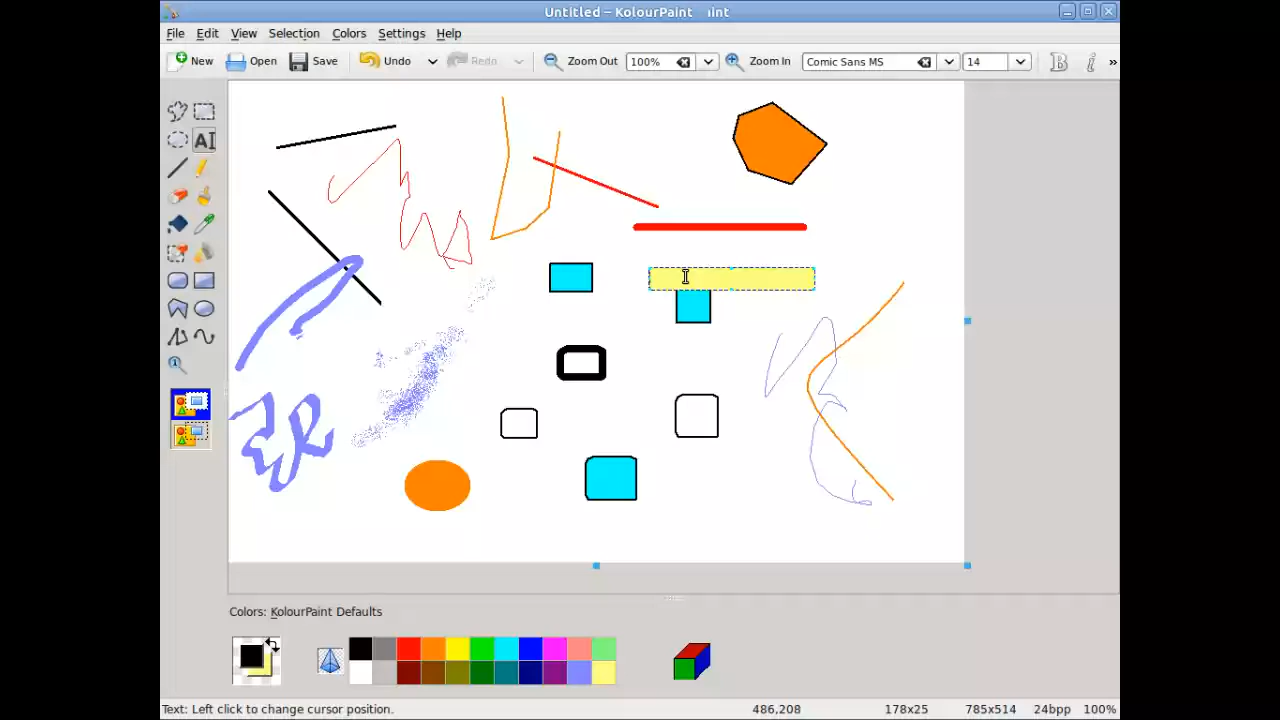 Untitled – KolourPaint
File Edit View Selection Colors Settings Help
New Open Save Undo Redo Zoom Out 100% Zoom In Comic Sans MS 14 B i »
AI
Colors: KolourPaint Defaults
Text: Left click to change cursor position. 486,208 178x25 785x514 24bpp 100%